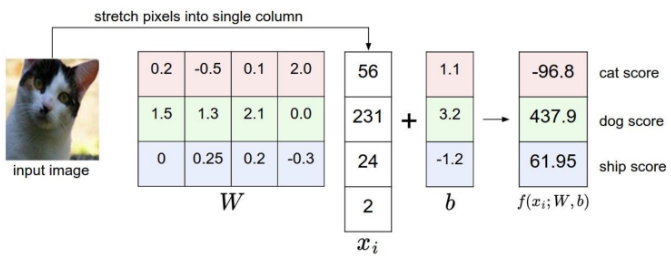 stretch pixels into single column
0.2 -0.5 0.1 2.0 56 1.1 -96.8 cat score
1.5 1.3 2.1 0.0 231 + 3.2 437.9 dog score
0 0.25 0.2 -0.3 24 -1.2 61.95 ship score
input image
W 2 b f(x_i; W, b)
x_i